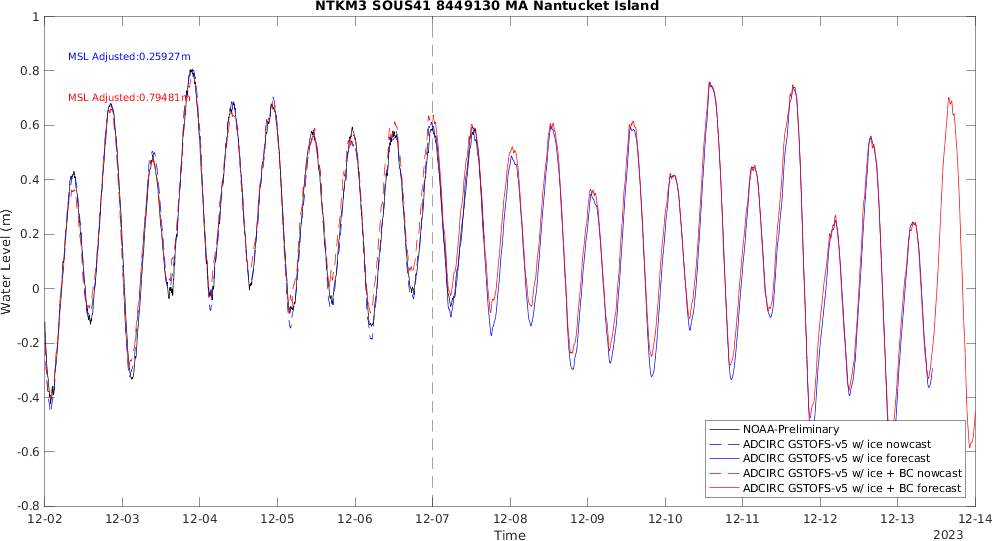 NTKM3 SOUS41 8449130 MA Nantucket Island
MSL Adjusted:0.25927m
MSL Adjusted:0.79481m
Water Level (m)
1
0.8
0.6
0.4
0.2
0
-0.2
-0.4
-0.6
-0.8
NOAA-Preliminary
ADCIRC GSTOFS-v5 w/ ice nowcast
ADCIRC GSTOFS-v5 w/ ice forecast
ADCIRC GSTOFS-v5 w/ ice + BC nowcast
ADCIRC GSTOFS-v5 w/ ice + BC forecast
12-02 12-03 12-04 12-05 12-06 12-07 12-08 12-09 12-10 12-11 12-12 12-13 12-14
Time
2023